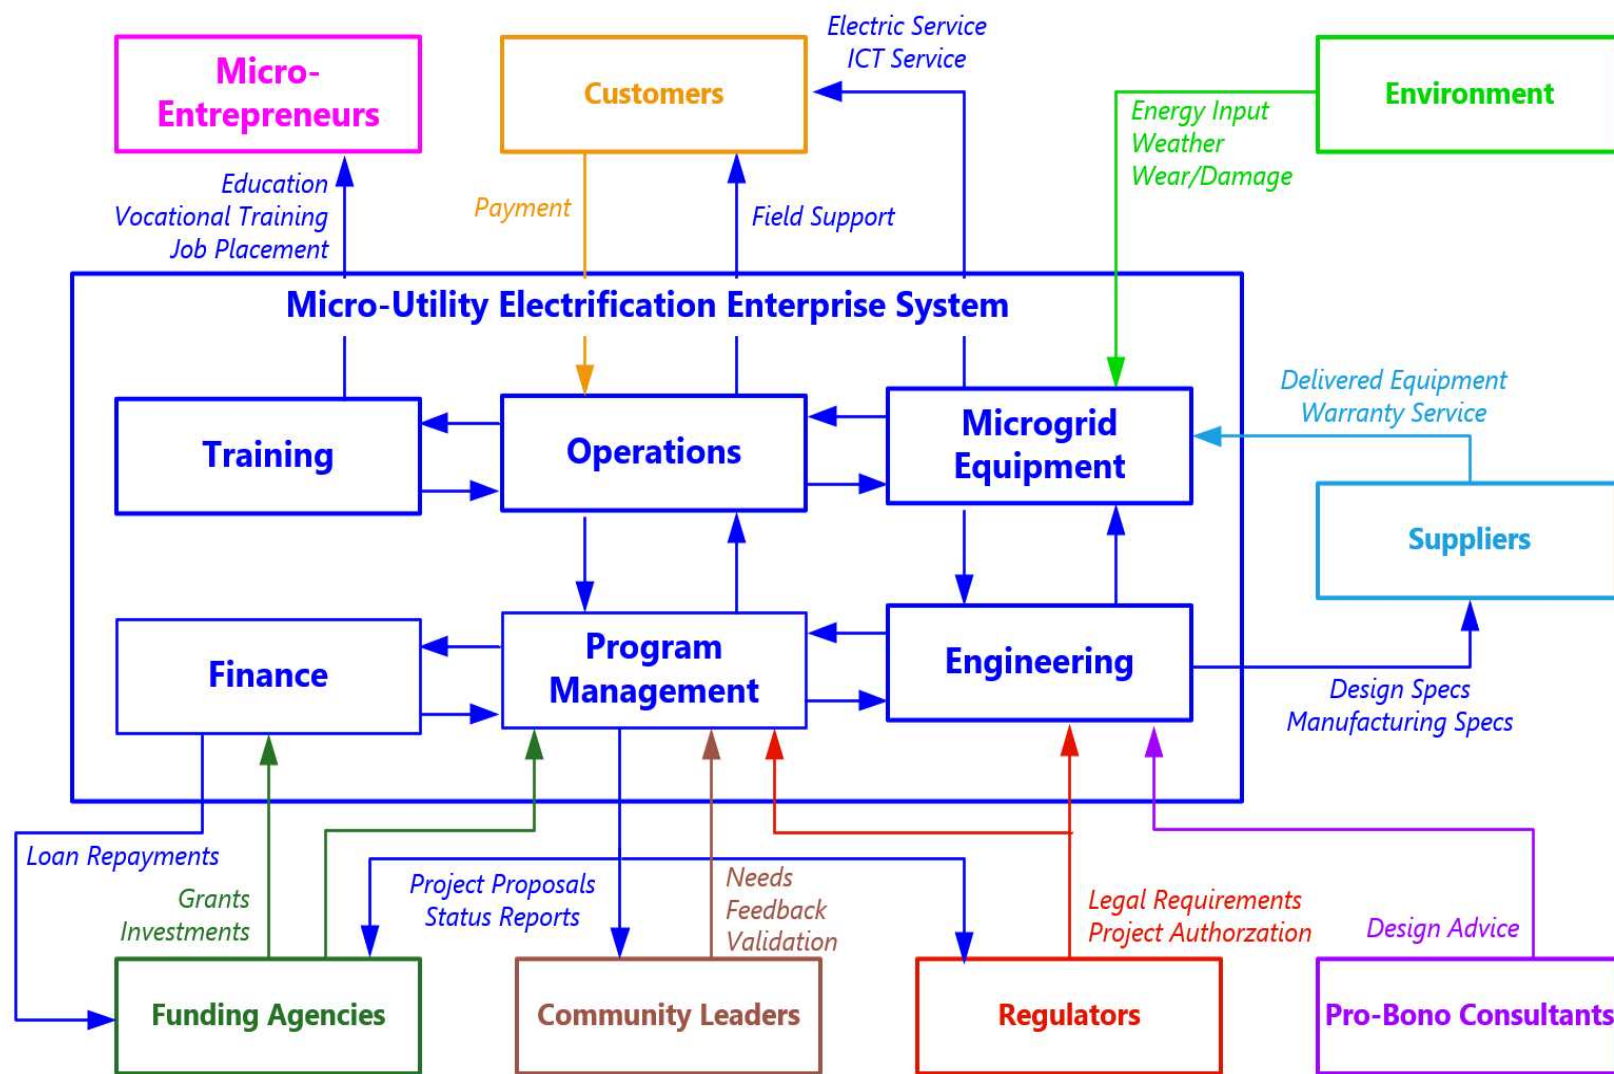 Electric Service
ICT Service
Micro-
Entrepreneurs
Customers
Environment
Energy Input
Weather
Wear/Damage
Education
Vocational Training
Job Placement
Payment
Field Support
Micro-Utility Electrification Enterprise System
Delivered Equipment
Warranty Service
Training
Operations
Microgrid
Equipment
Suppliers
Finance
Program
Management
Engineering
Design Specs
Manufacturing Specs
Loan Repayments
Grants
Investments
Project Proposals
Status Reports
Needs
Feedback
Validation
Legal Requirements
Project Authorzation
Design Advice
Funding Agencies
Community Leaders
Regulators
Pro-Bono Consultants